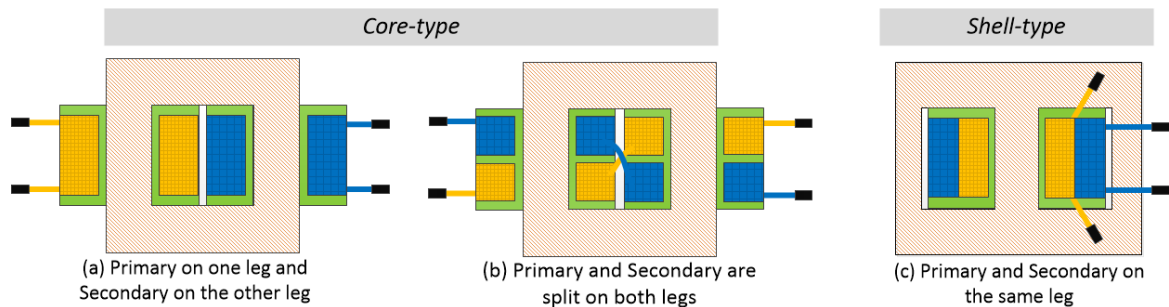 Core-type
Shell-type
(a) Primary on one leg and
Secondary on the other leg
(b) Primary and Secondary are
split on both legs
(c) Primary and Secondary on
the same leg